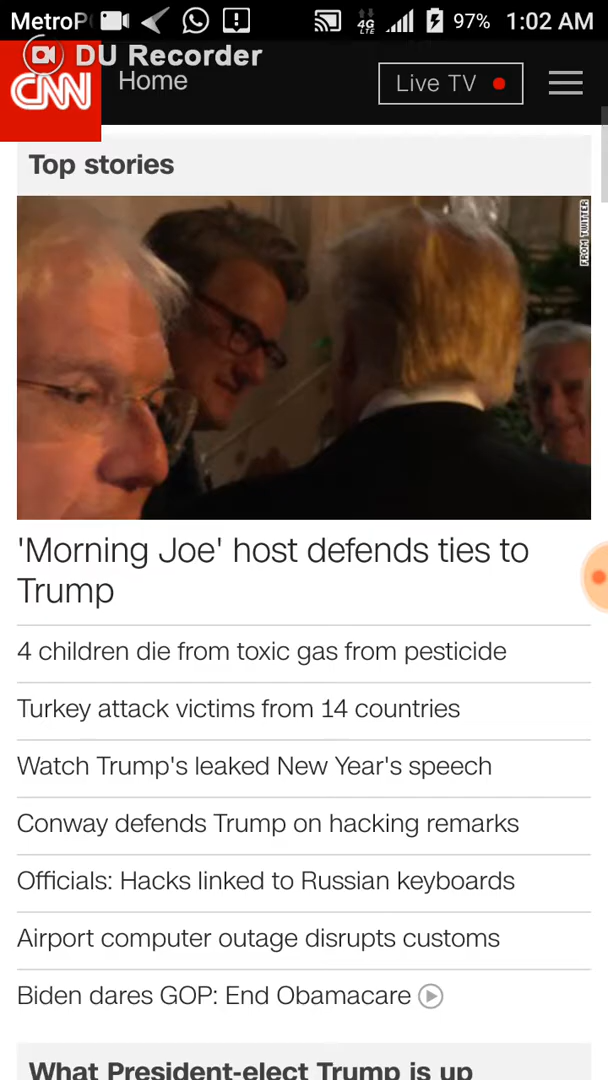 MetroP
4G
LTE
97% 1:02 AM
DU Recorder
CNN
Home
Live TV
Top stories
FROM TWITTER
'Morning Joe' host defends ties to
Trump
4 children die from toxic gas from pesticide
Turkey attack victims from 14 countries
Watch Trump's leaked New Year's speech
Conway defends Trump on hacking remarks
Officials: Hacks linked to Russian keyboards
Airport computer outage disrupts customs
Biden dares GOP: End Obamacare
What President-elect Trump is up